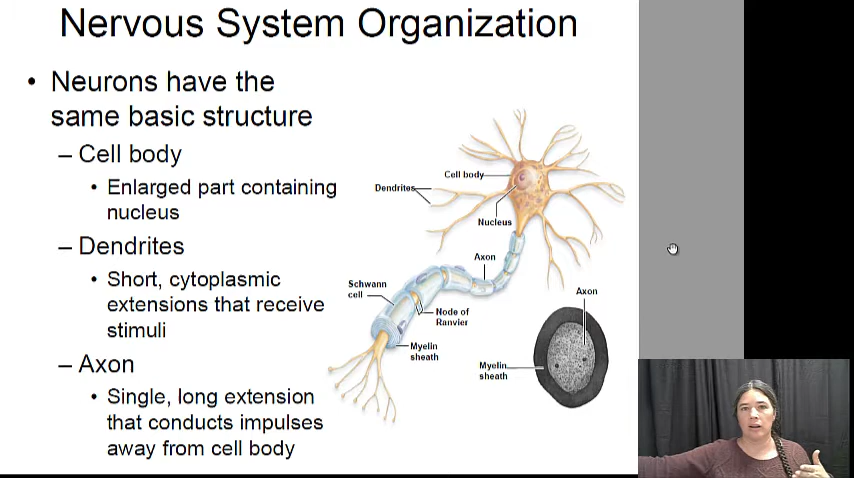 Nervous System Organization
• Neurons have the
same basic structure
– Cell body
• Enlarged part containing
nucleus
– Dendrites
• Short, cytoplasmic
extensions that receive
stimuli
– Axon
• Single, long extension
that conducts impulses
away from cell body
Cell body
Dendrites
Nucleus
Axon
Schwann
cell
Node of
Ranvier
Myelin
sheath
Axon
Myelin
sheath